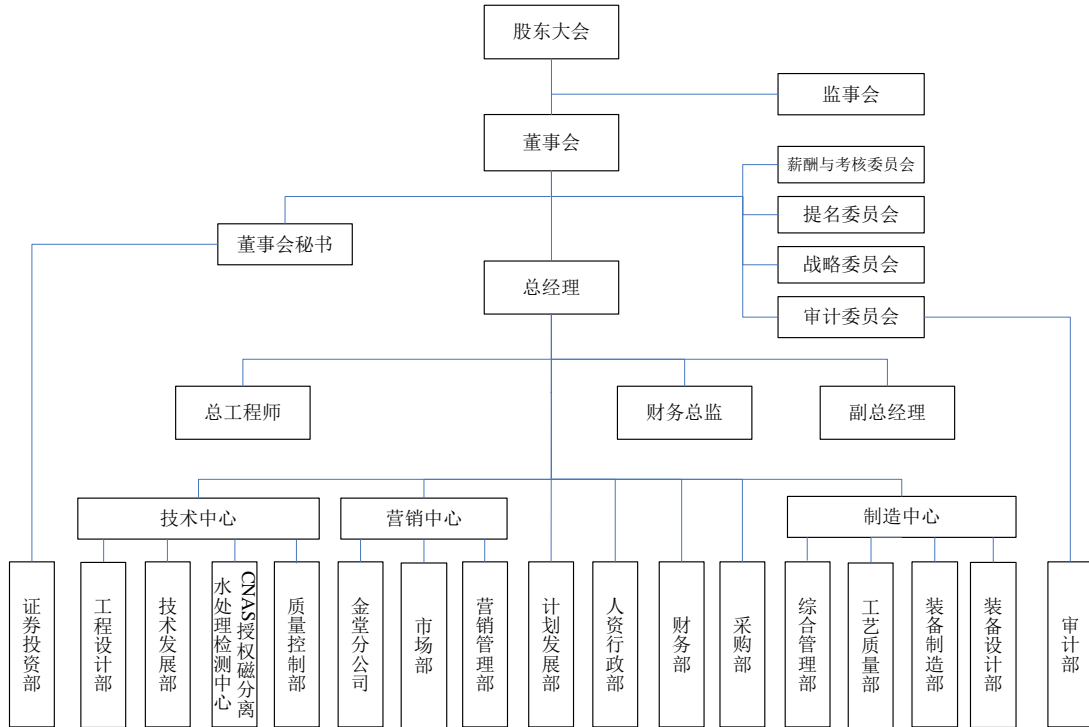 股东大会
监事会
董事会
薪酬与考核委员会
提名委员会
董事会秘书
战略委员会
总经理
审计委员会
总工程师
财务总监
副总经理
技术中心
营销中心
制造中心
证券投资部
工程设计部
技术发展部
CNAS授权磁分离
水处理检测中心
质量控制部
金堂分公司
市场部
营销管理部
计划发展部
人资行政部
财务部
采购部
综合管理部
工艺质量部
装备制造部
装备设计部
审计部